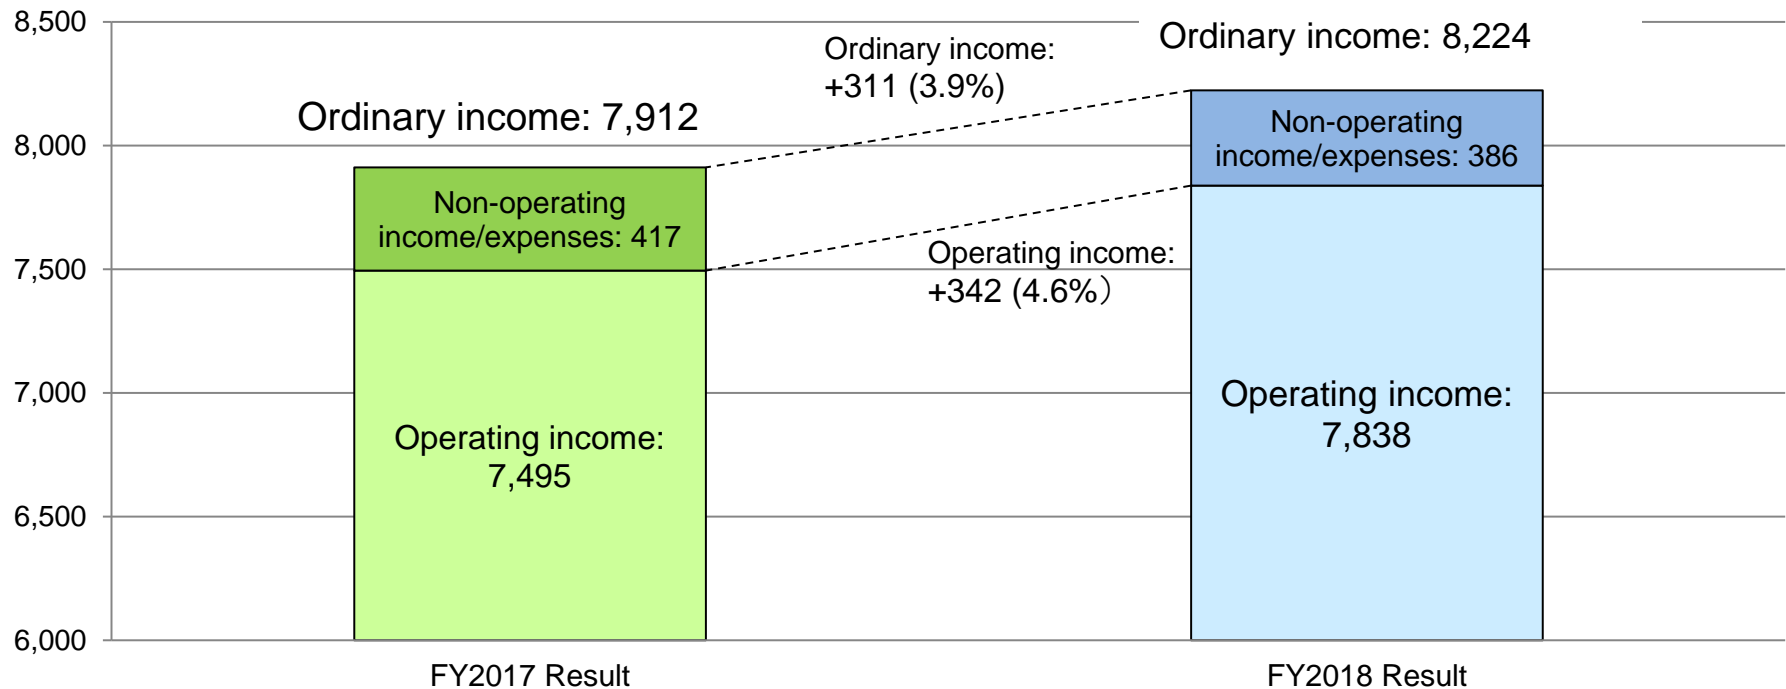 8,500
8,000
7,500
7,000
6,500
6,000
Ordinary income: 7,912
Non-operating
income/expenses: 417
Operating income:
7,495
FY2017 Result
Ordinary income:
+311 (3.9%)
Operating income:
+342 (4.6%）
Ordinary income: 8,224
Non-operating
income/expenses: 386
Operating income:
7,838
FY2018 Result